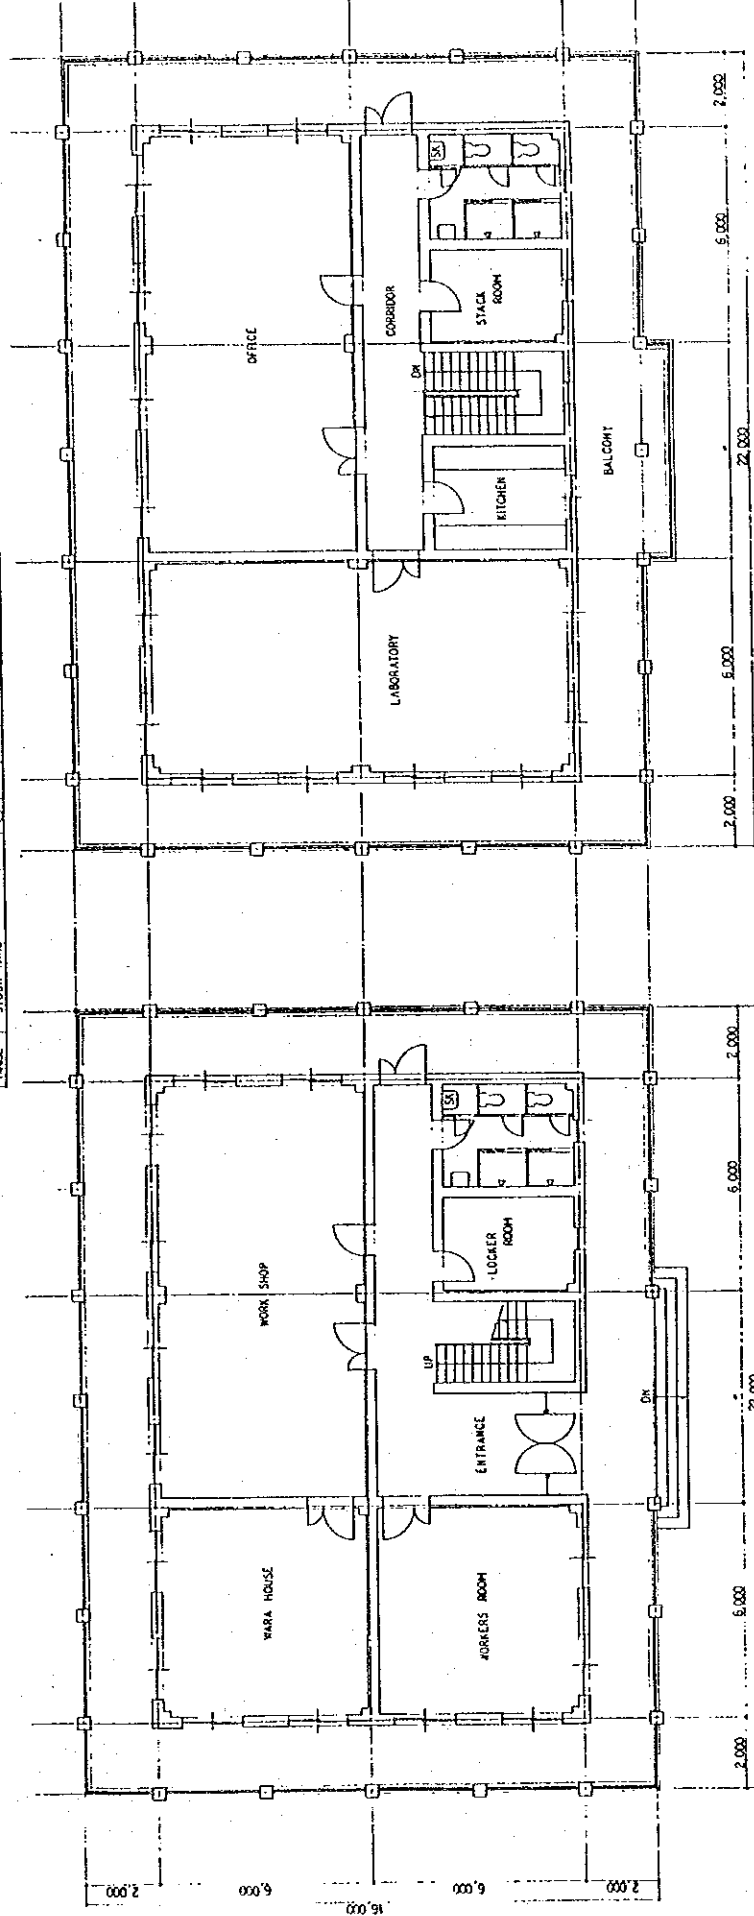 OFFICE
CORRIDOR
SK
STACK
ROOM
DN
KITCHEN
LABORATORY
BALCONY
2,000
6,000
22,000
6,000
2,000
WORK SHOP
SK
LOCKER
ROOM
UP
ENTRANCE
WARA HOUSE
WORKERS ROOM
DN
2,000
6,000
22,000
6,000
2,000
2,000
6,000
16,000
6,000
2,000